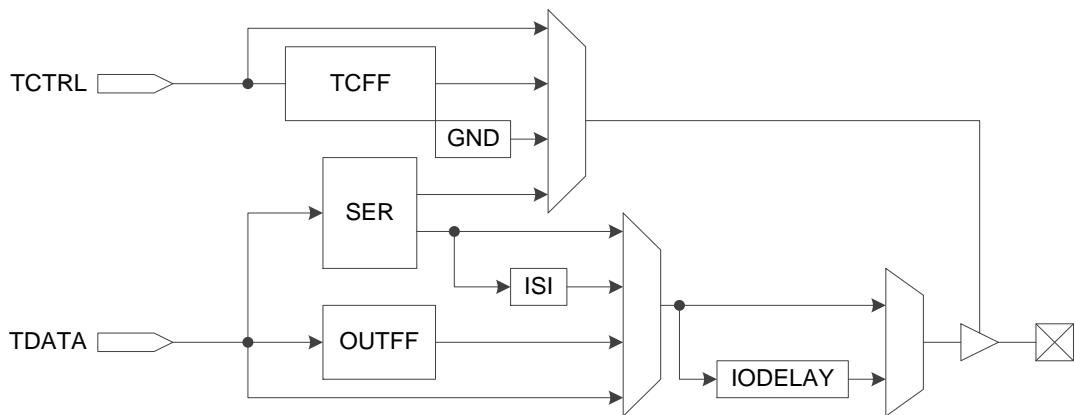 TCTRL
TCFF
GND
SER
ISI
TDATA
OUTFF
IODELAY